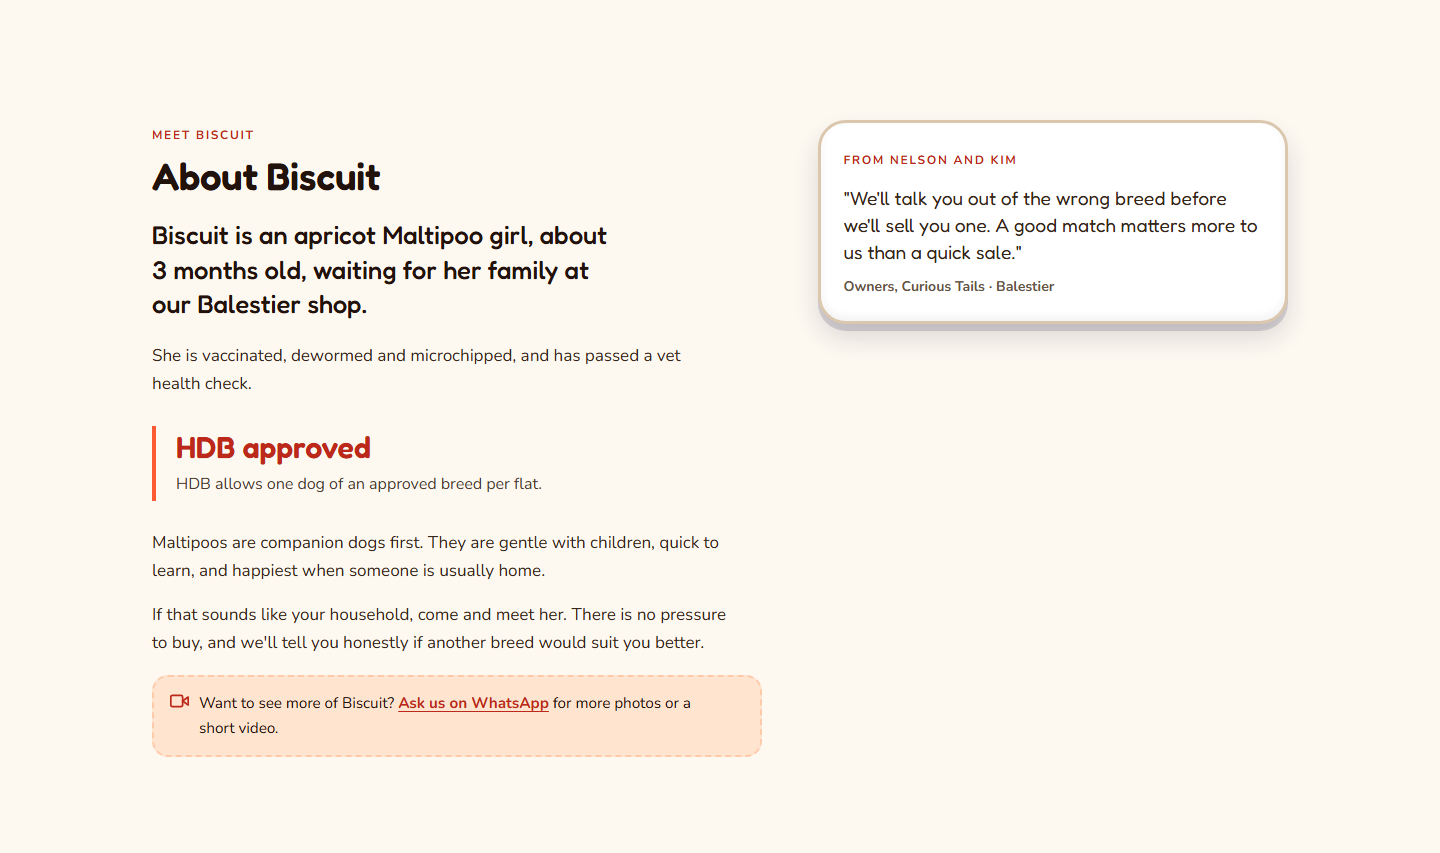 MEET BISCUIT
About Biscuit
Biscuit is an apricot Maltipoo girl, about
3 months old, waiting for her family at
our Balestier shop.
She is vaccinated, dewormed and microchipped, and has passed a vet
health check.
HDB approved
HDB allows one dog of an approved breed per flat.
Maltipoos are companion dogs first. They are gentle with children, quick to
learn, and happiest when someone is usually home.
If that sounds like your household, come and meet her. There is no pressure
to buy, and we'll tell you honestly if another breed would suit you better.
Want to see more of Biscuit? Ask us on WhatsApp for more photos or a
short video.
FROM NELSON AND KIM
"We'll talk you out of the wrong breed before
we'll sell you one. A good match matters more to
us than a quick sale."
Owners, Curious Tails · Balestier